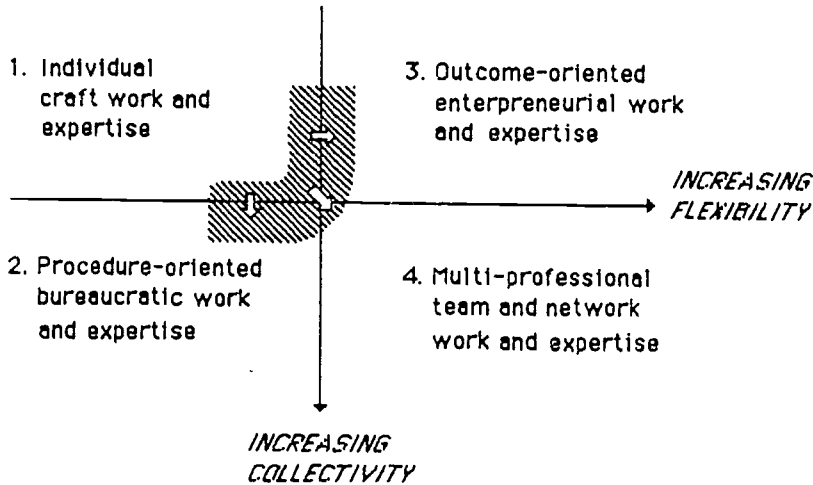 1. Individual
craft work and
expertise
3. Outcome-oriented
enterpreneurial work
and expertise
INCREASING
FLEXIBILITY
2. Procedure-oriented
bureaucratic work
and expertise
4. Multi-professional
team and network
work and expertise
INCREASING
COLLECTIVITY